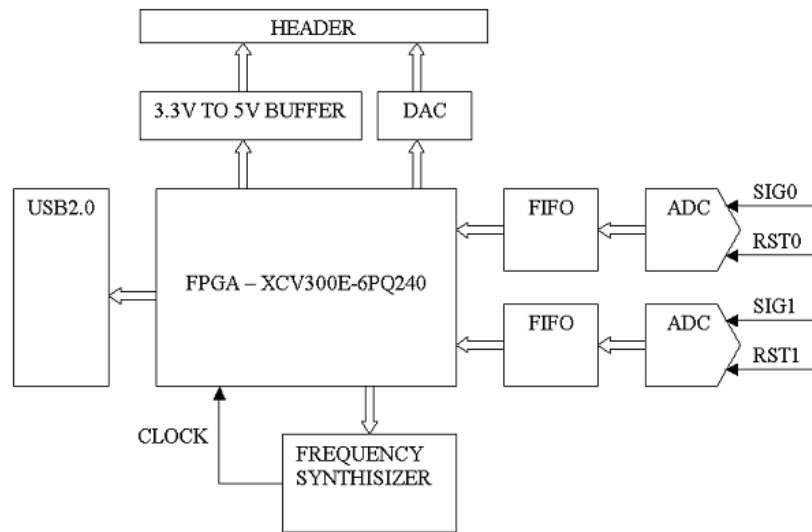 HEADER
3.3V TO 5V BUFFER
DAC
USB2.0
FPGA – XCV300E-6PQ240
FIFO
ADC
SIG0
RST0
FIFO
ADC
SIG1
RST1
CLOCK
FREQUENCY
SYNTHISIZER